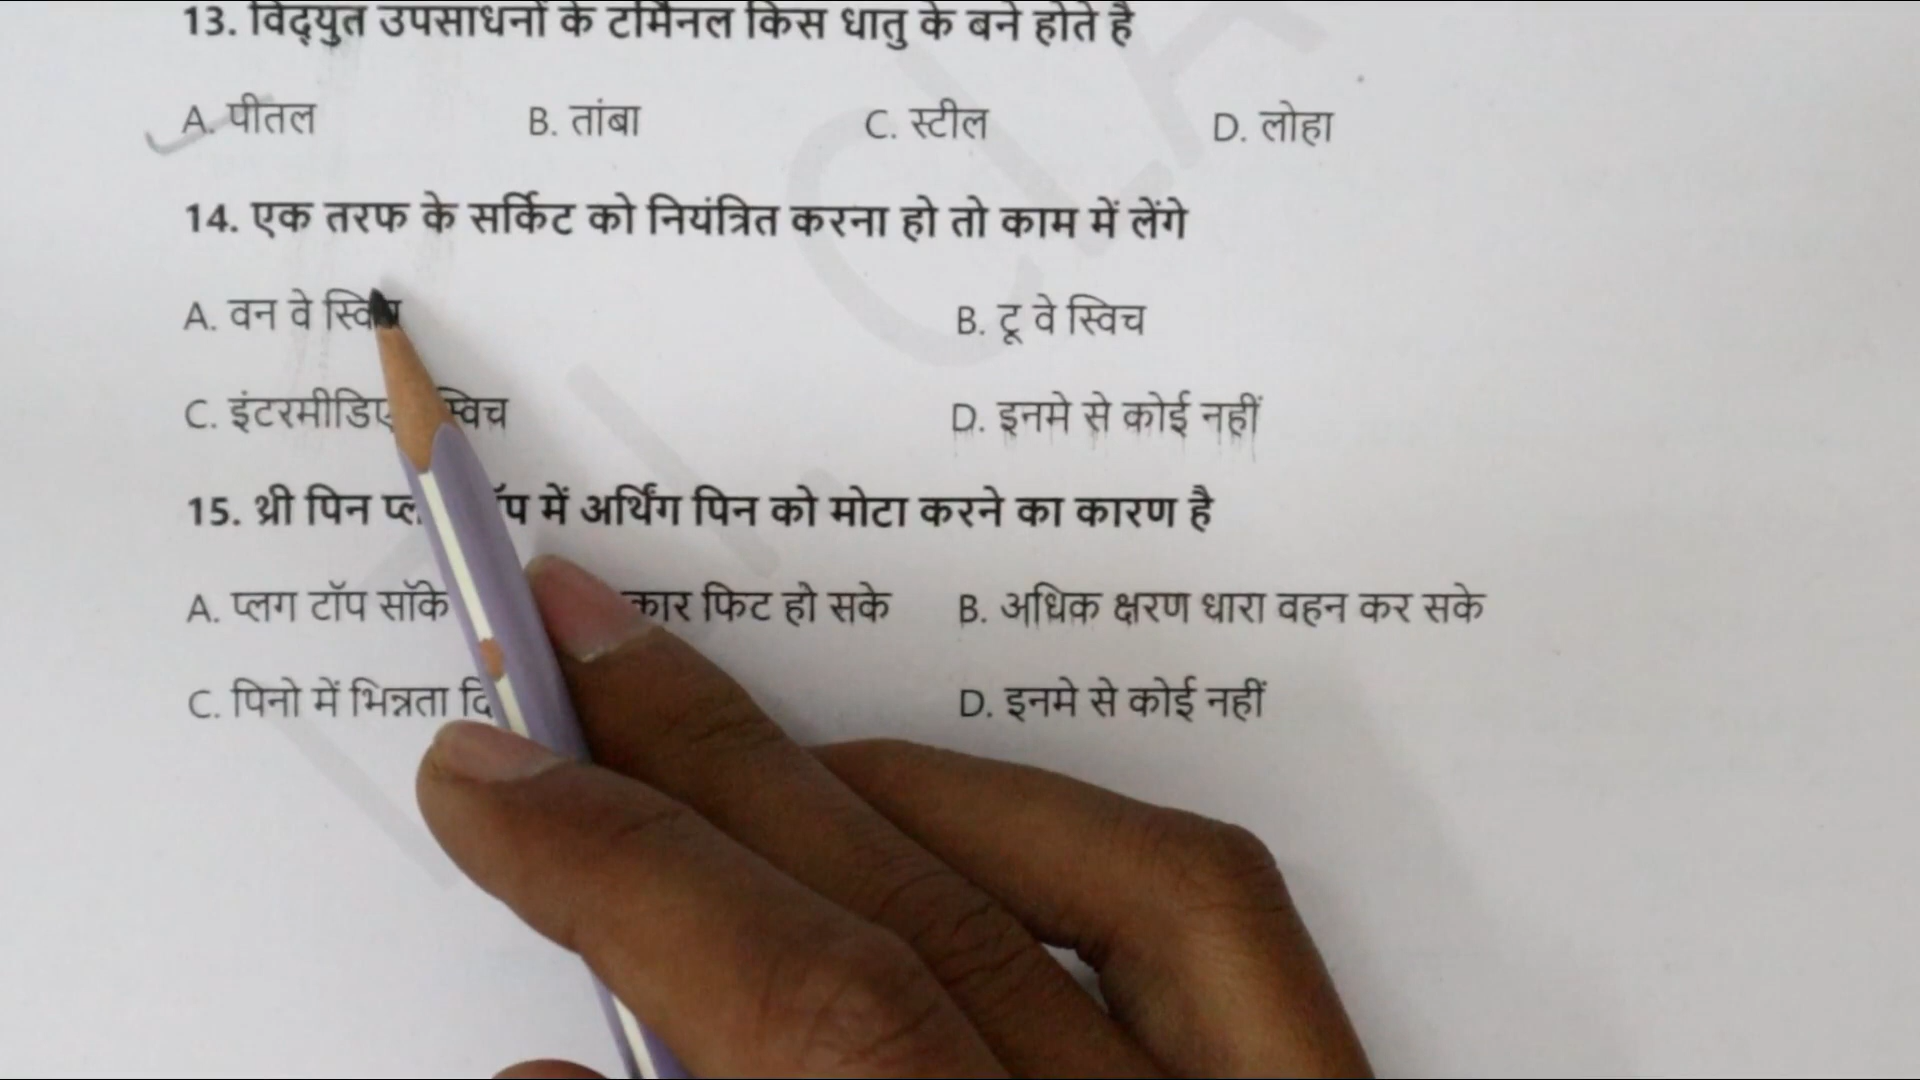 13. विद्युत उपसाधनों के टर्मिनल किस धातु के बने होते है
A. पीतल B. तांबा C. स्टील D. लोहा
14. एक तरफ के सर्किट को नियंत्रित करना हो तो काम में लेंगे
A. वन वे B. टू वे स्विच
C. D. इनमे से कोई नहीं
15. थ्री पिन में अर्थिंग पिन को मोटा करने का कारण है
A. प्लग टॉप फिट हो सके B. अधिक क्षरण धारा वहन कर सके
C. पिनो में भिन्नता D. इनमे से कोई नहीं